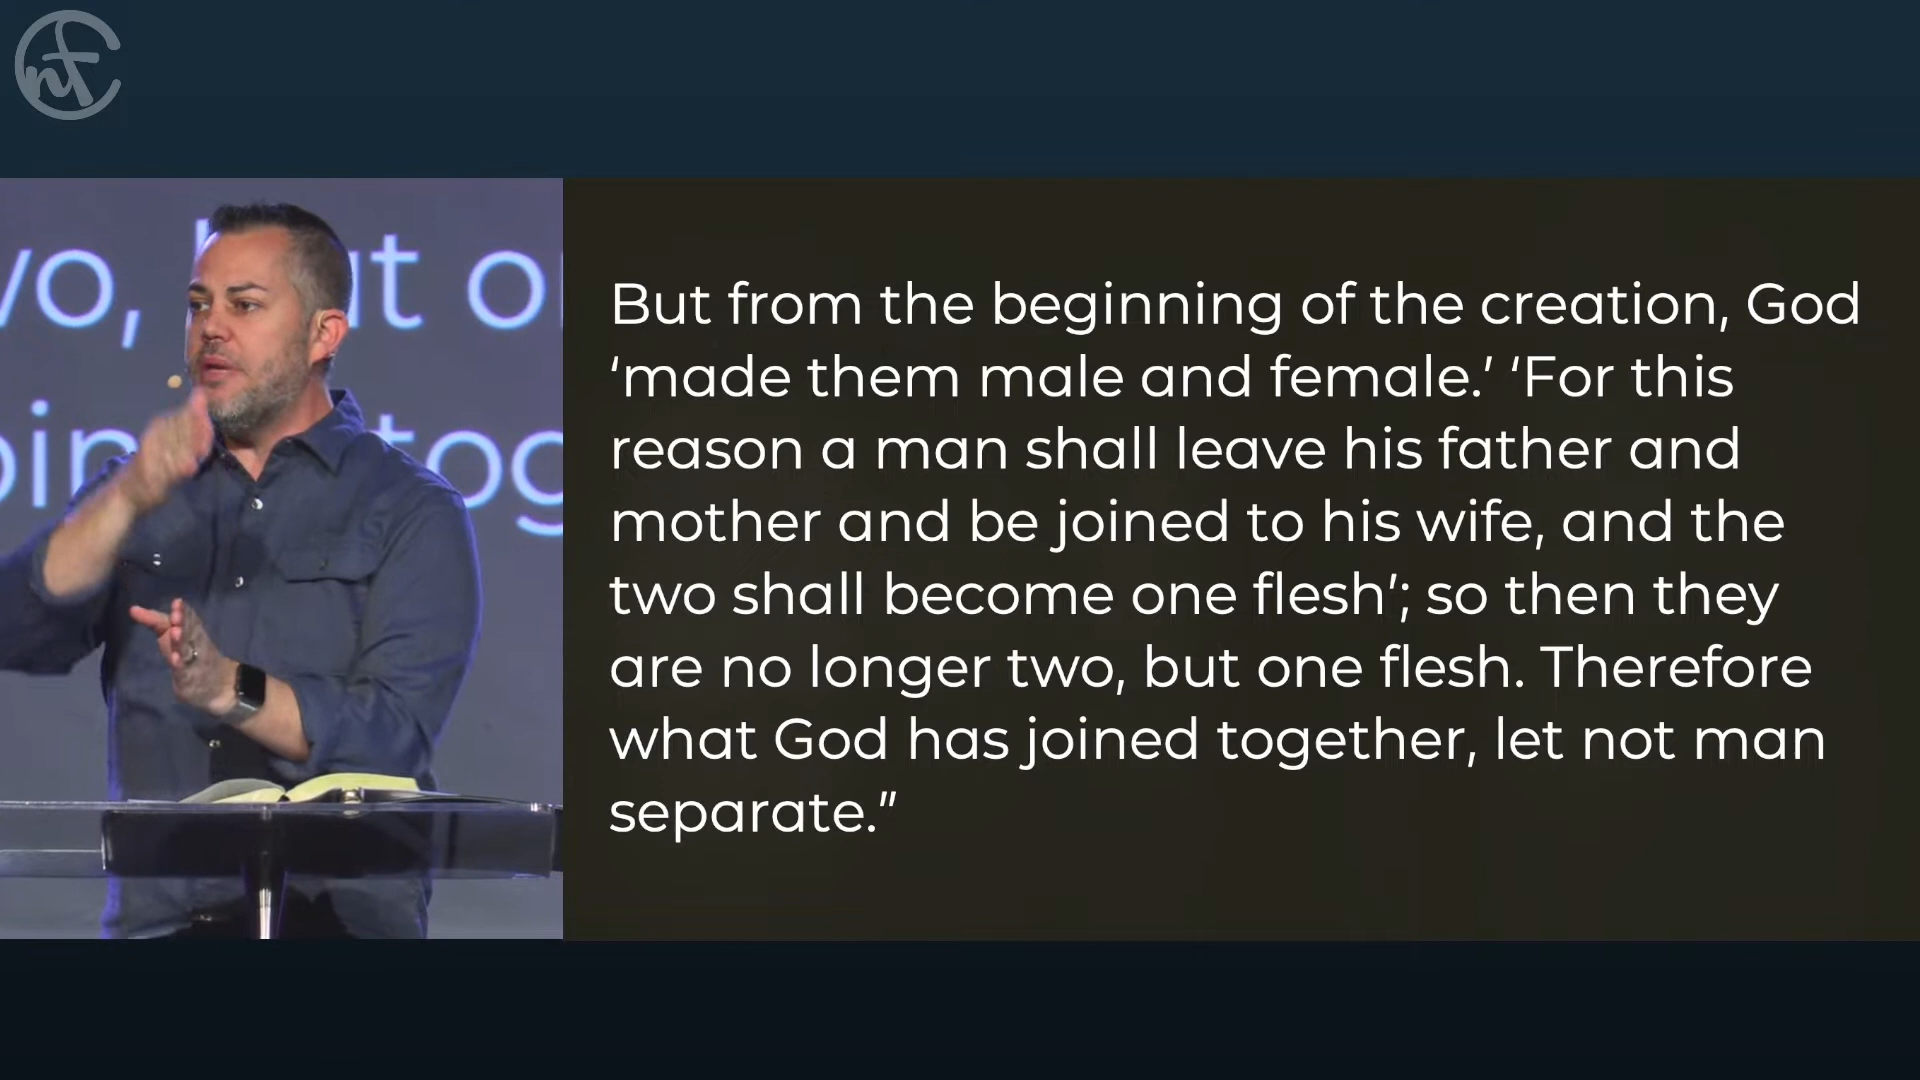 But from the beginning of the creation, God
‘made them male and female.’ ‘For this
reason a man shall leave his father and
mother and be joined to his wife, and the
two shall become one flesh’; so then they
are no longer two, but one flesh. Therefore
what God has joined together, let not man
separate.”